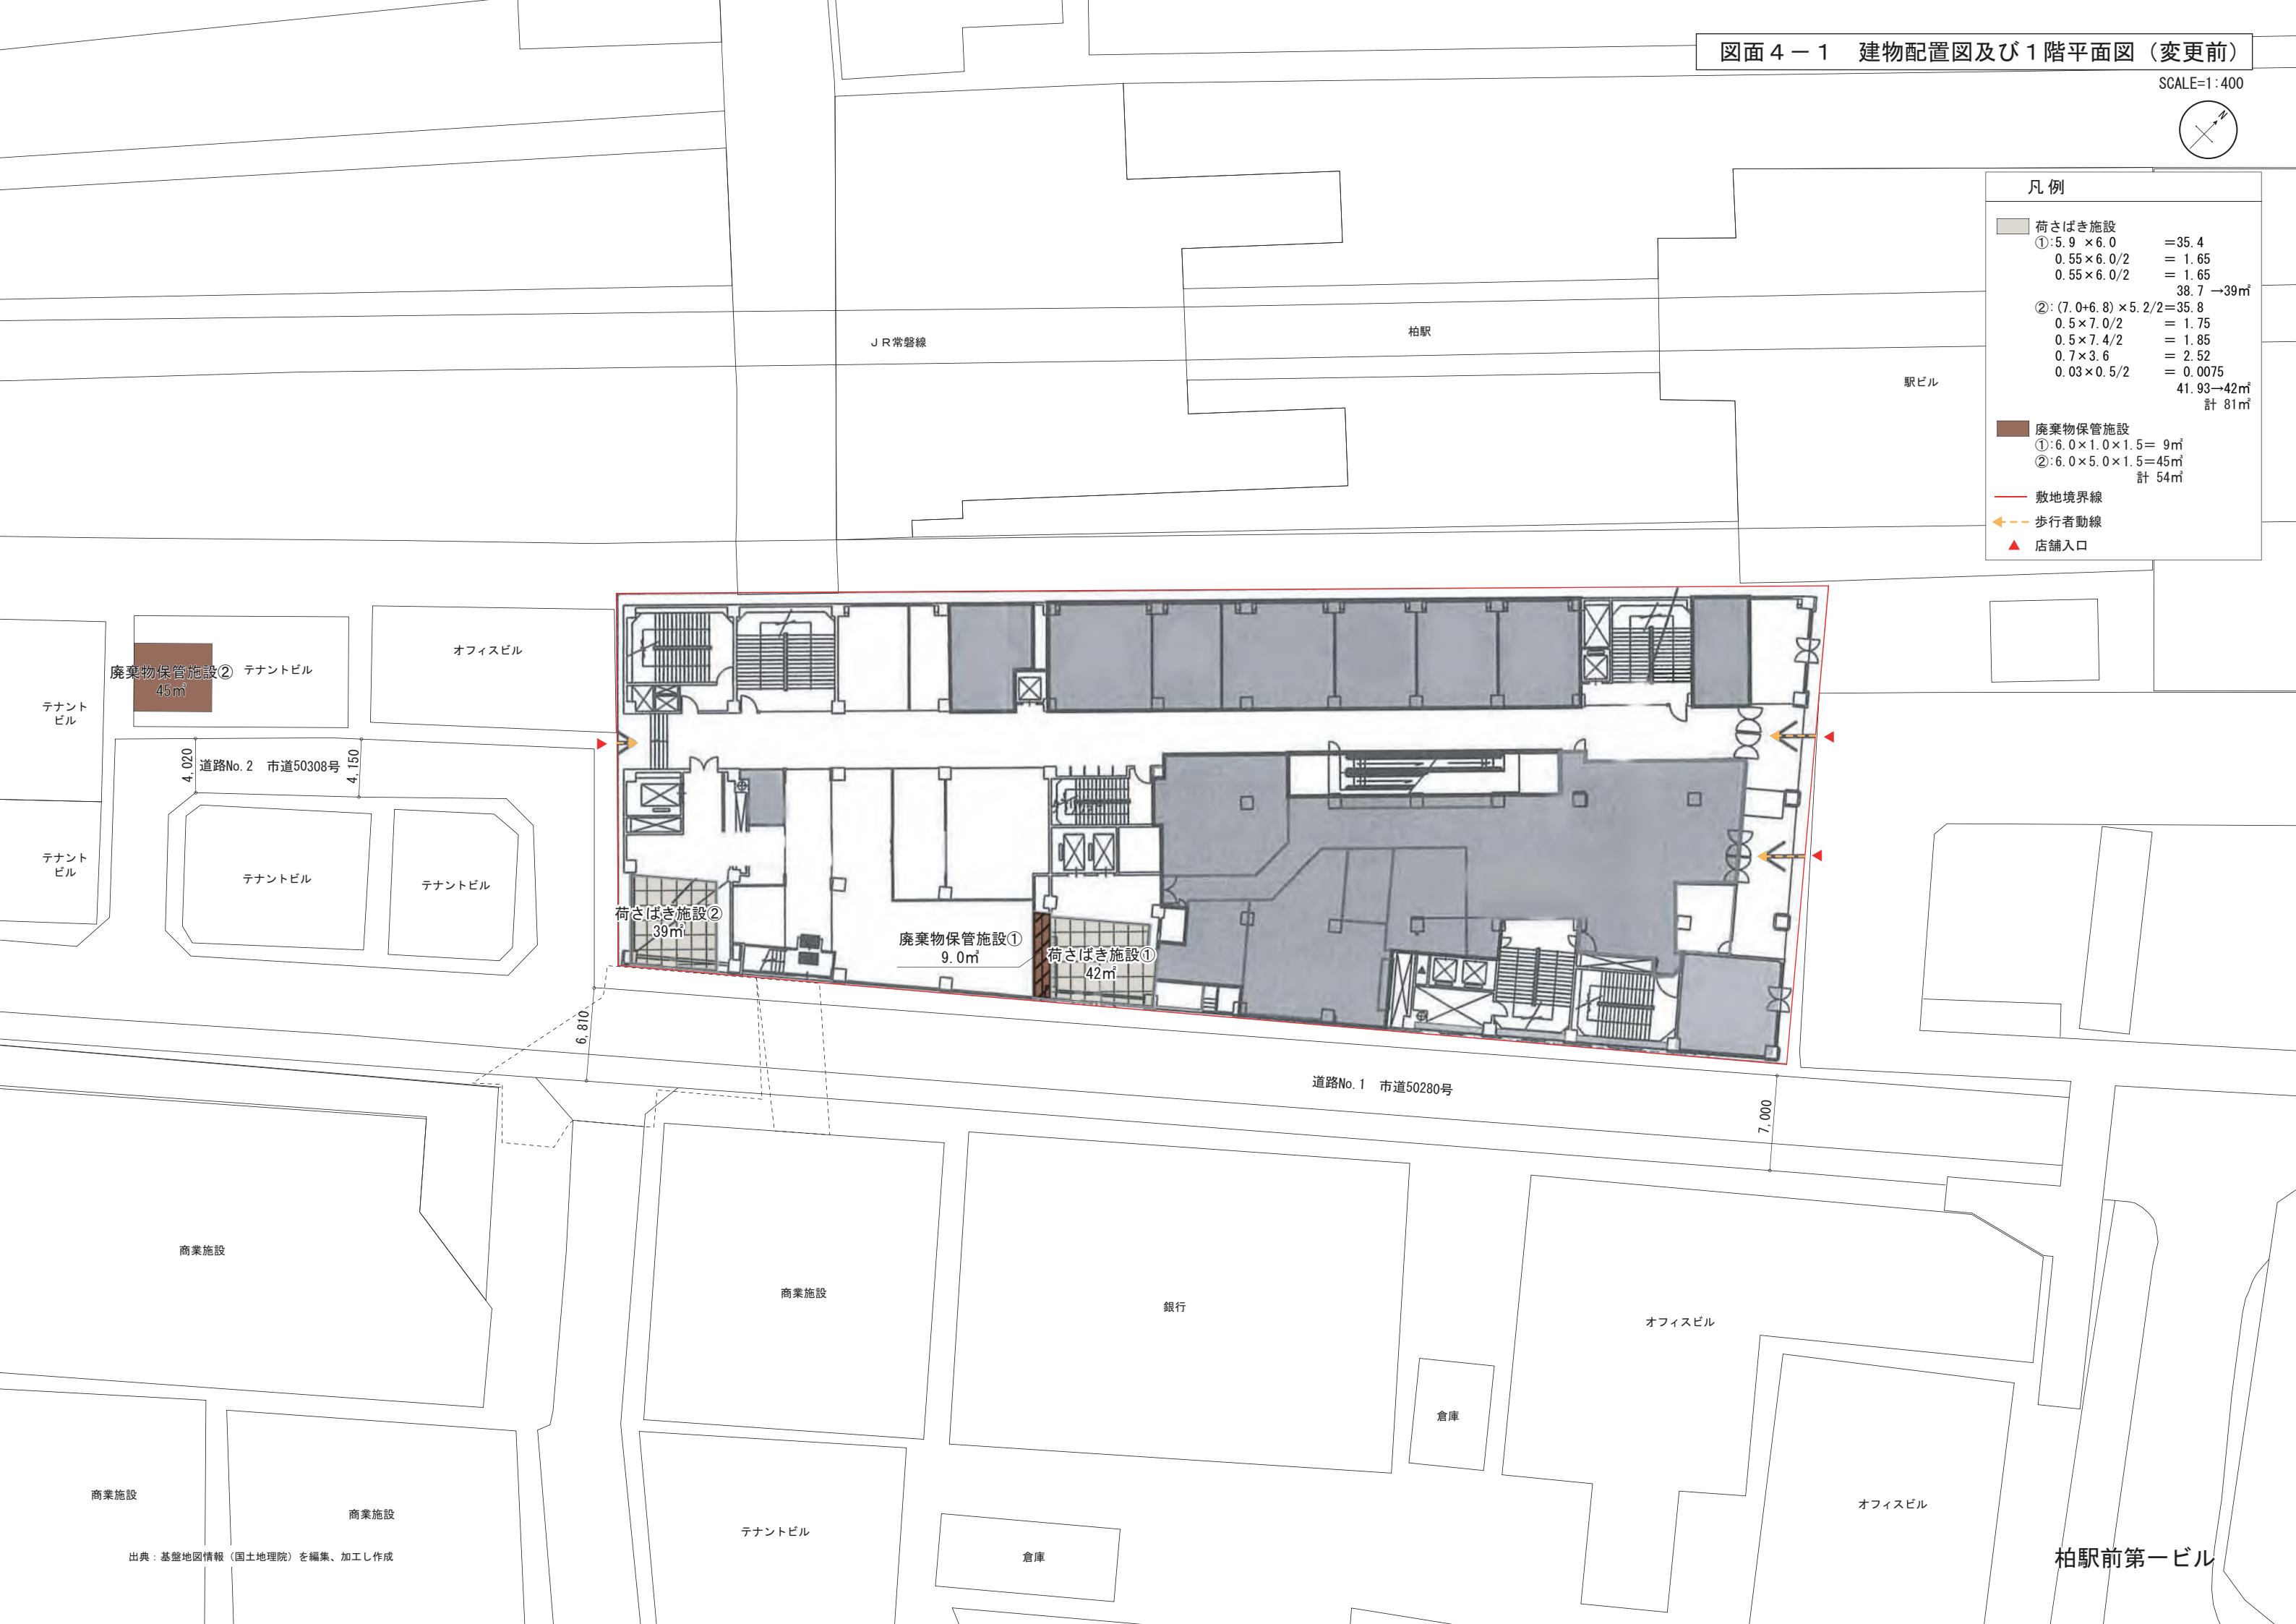 図面4-1　建物配置図及び1階平面図（変更前）
SCALE=1:400
N
凡例
荷さばき施設
①:5.9 ×6.0 =35.4
0.55×6.0/2 = 1.65
0.55×6.0/2 = 1.65
38.7 →39㎡
②:(7.0+6.8)×5.2/2=35.8
0.5×7.0/2 = 1.75
0.5×7.4/2 = 1.85
0.7×3.6 = 2.52
0.03×0.5/2 = 0.0075
41.93→42㎡
計 81㎡
廃棄物保管施設
①:6.0×1.0×1.5= 9㎡
②:6.0×5.0×1.5=45㎡
計 54㎡
敷地境界線
歩行者動線
店舗入口
JR常磐線
柏駅
駅ビル
オフィスビル
廃棄物保管施設②
45㎡
テナントビル
テナント
ビル
4,020
道路No.2　市道50308号
4,150
テナント
ビル
テナントビル
テナントビル
荷さばき施設②
39㎡
廃棄物保管施設①
9.0㎡
荷さばき施設①
42㎡
6,810
道路No.1　市道50280号
7,000
商業施設
商業施設
銀行
オフィスビル
倉庫
商業施設
商業施設
テナントビル
倉庫
オフィスビル
出典：基盤地図情報（国土地理院）を編集、加工し作成
柏駅前第一ビル